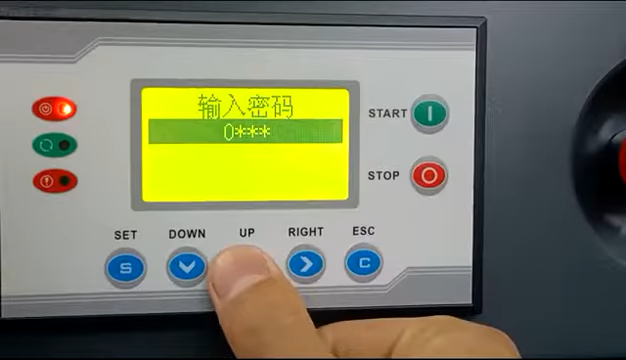 输入密码
0***
START
STOP
SET DOWN UP RIGHT ESC
S C